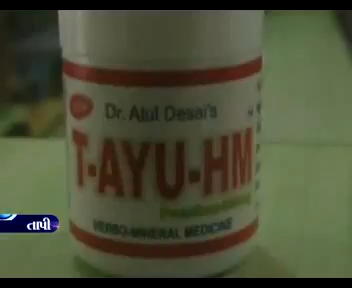 Dr. Atul Desai's
T-AYU-HM
HERBO-MINERAL MEDICINE
તાપી